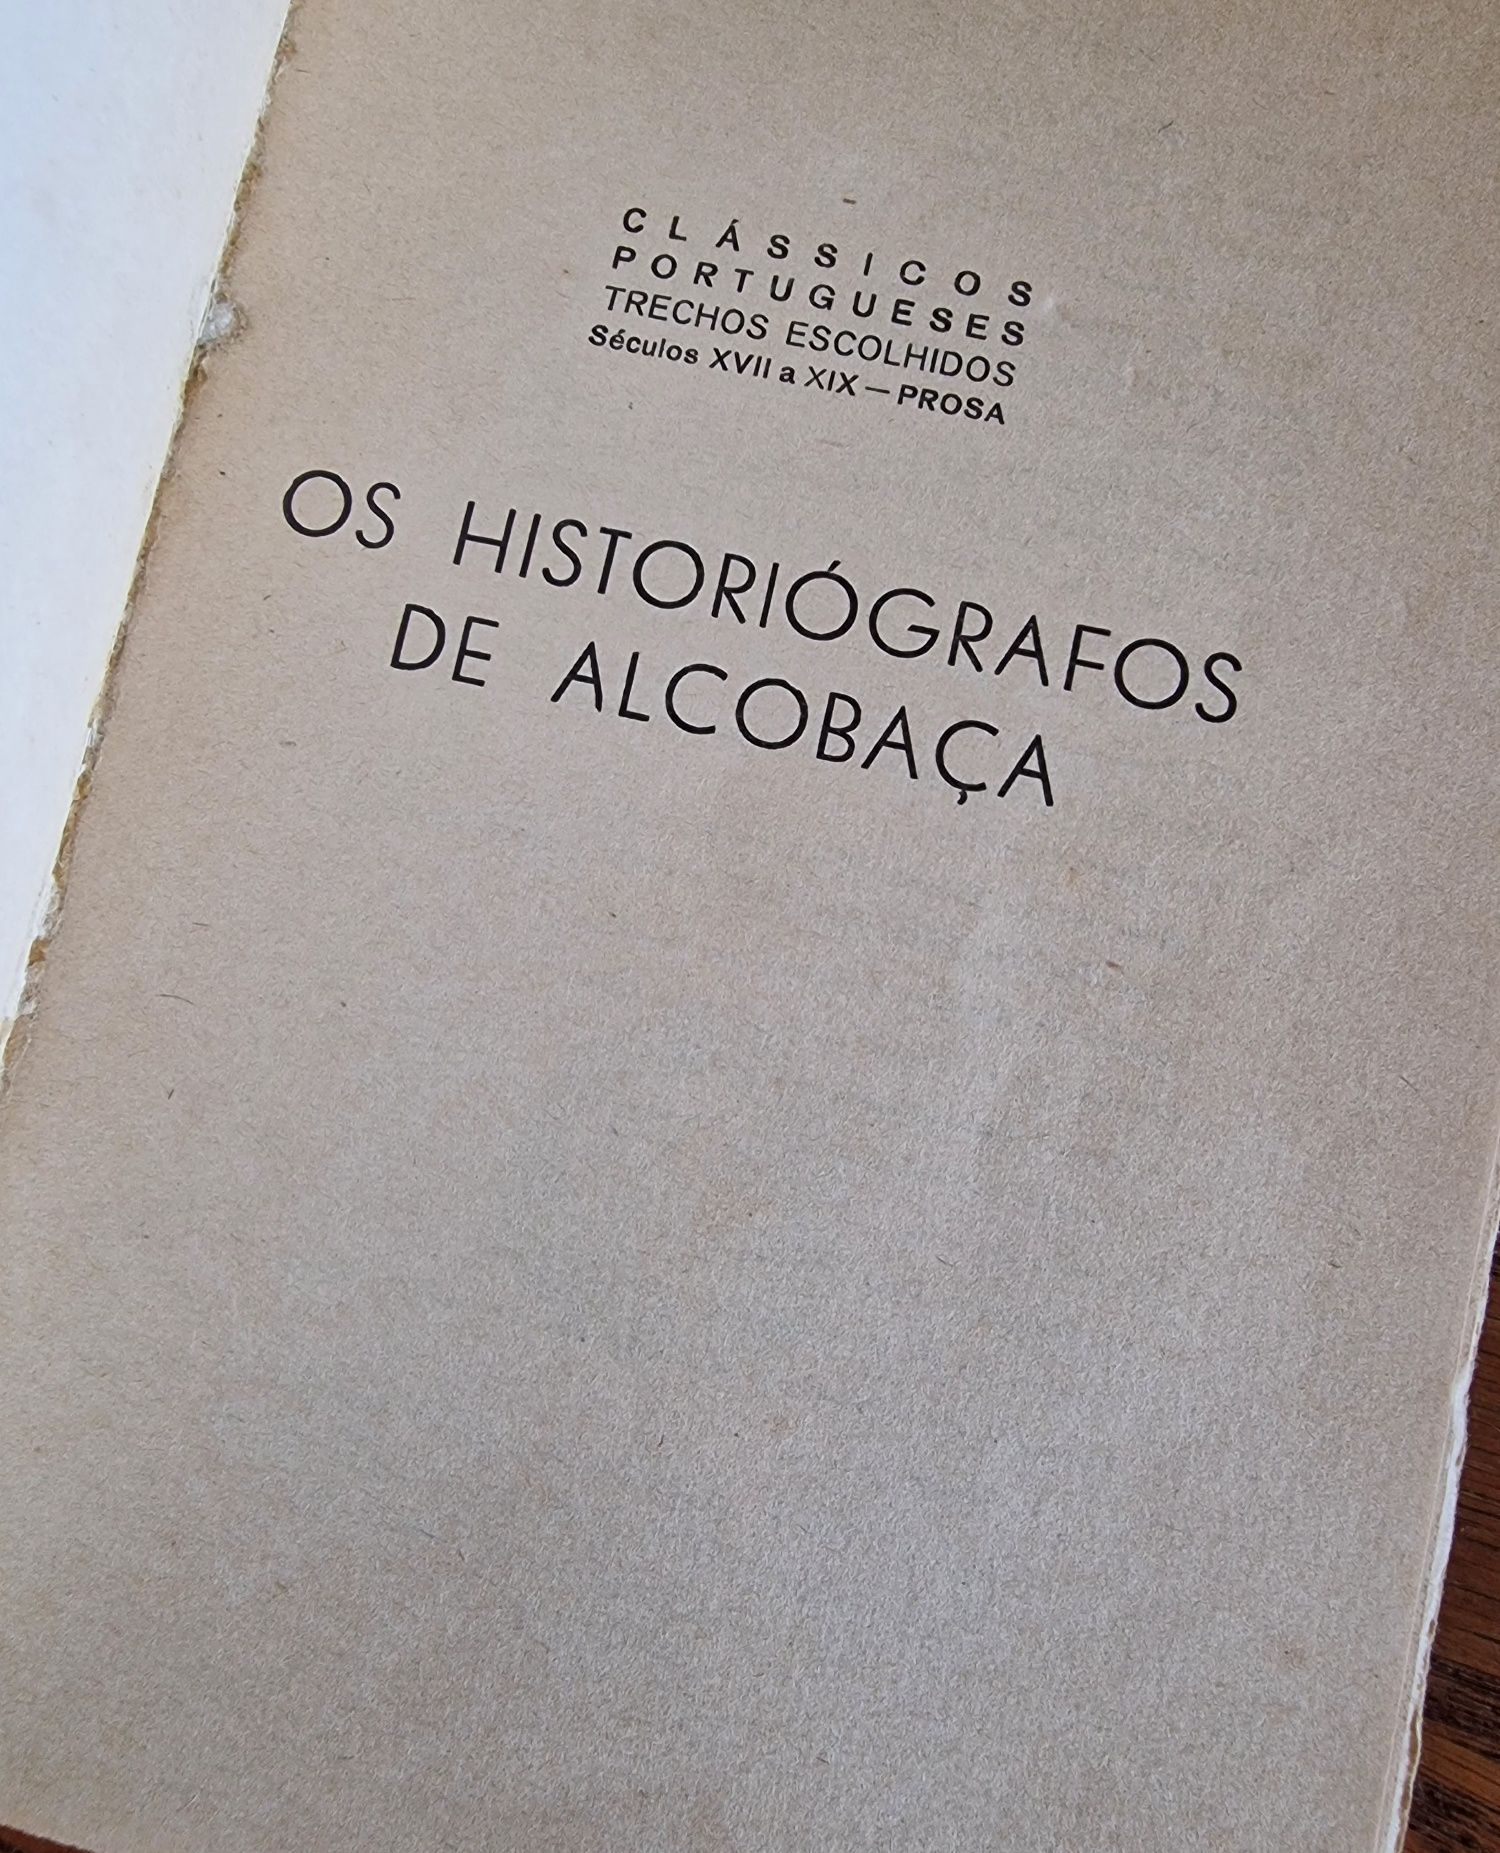 CLÁSSICOS
PORTUGUESES
TRECHOS ESCOLHIDOS
Séculos XVII a XIX — PROSA
OS HISTORIÓGRAFOS
DE ALCOBAÇA